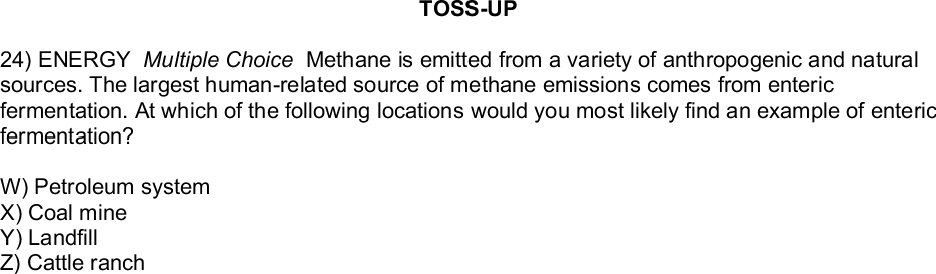 TOSS-UP
24) ENERGY Multiple Choice Methane is emitted from a variety of anthropogenic and natural
sources. The largest human-related source of methane emissions comes from enteric
fermentation. At which of the following locations would you most likely find an example of enteric
fermentation?
W) Petroleum system
X) Coal mine
Y) Landfill
Z) Cattle ranch